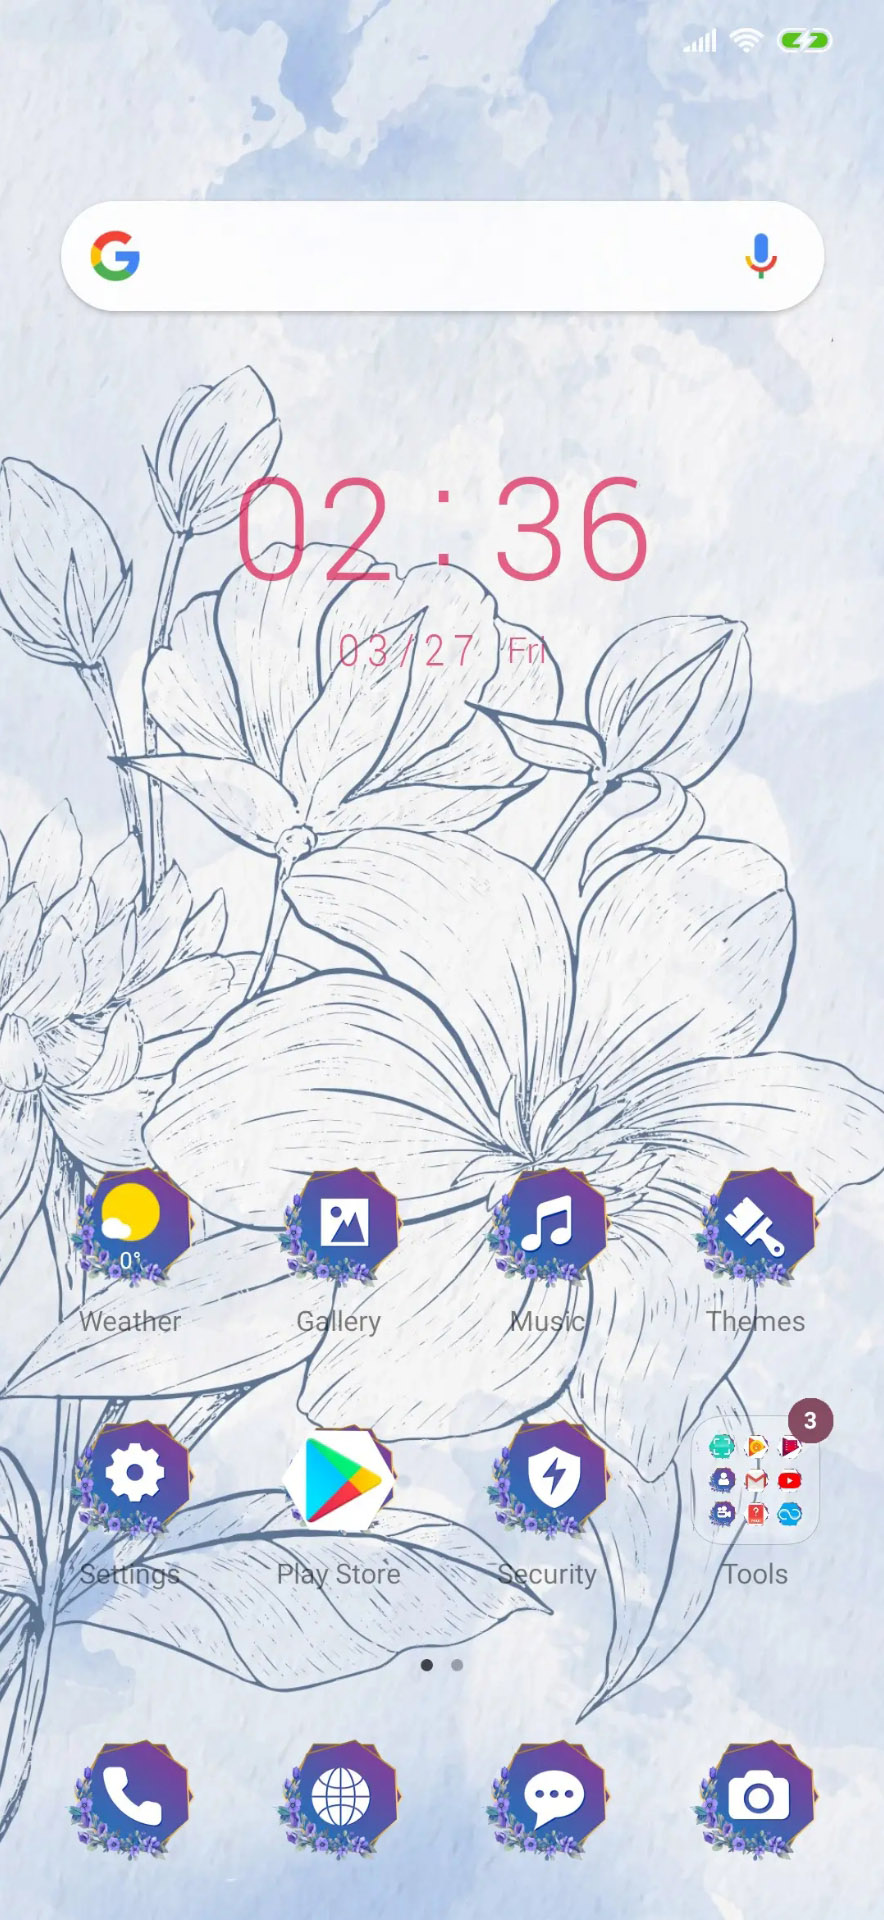 02 : 36
03/27 Fri
0°
Weather Gallery Music Themes
3
Settings Play Store Security Tools